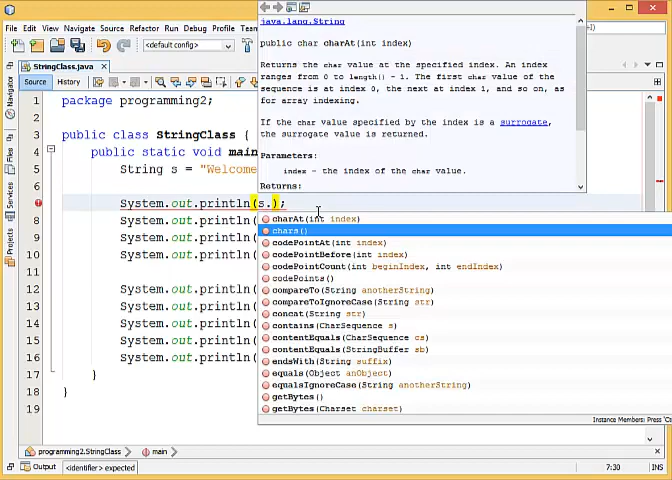 java.lang.String
File Edit View Navigate Source Refactor Run Debug Profile
public char charAt(int index)
<default config>
Returns the char value at the specified index. An index
ranges from 0 to length() - 1. The first char value of the
sequence is at index 0, the next at index 1, and so on, as
for array indexing.
If the char value specified by the index is a surrogate,
the surrogate value is returned.
Parameters:
index - the index of the char value.
Returns:
StringClass.java
Source History
Navigator
Files
Services
Projects
1 package programming2;
2
3 public class StringClass {
4 public static void main
5 String s = "Welcome
6
System.out.println(s.);
8 System.out.println(
9 System.out.println(
10 System.out.println(
11
12 System.out.println(
13 System.out.println(
14 System.out.println(
15 System.out.println(
16 System.out.println(
17 }
18 }
19
charAt(int index)
chars()
codePointAt(int index)
codePointBefore(int index)
codePointCount(int beginIndex, int endIndex)
codePoints()
compareTo(String anotherString)
compareToIgnoreCase(String str)
concat(String str)
contains(CharSequence s)
contentEquals(CharSequence cs)
contentEquals(StringBuffer sb)
endsWith(String suffix)
equals(Object anObject)
equalsIgnoreCase(String anotherString)
getBytes()
getBytes(Charset charset)
Instance Members; Press
programming2.StringClass main
Output <identifier> expected 7:30 INS